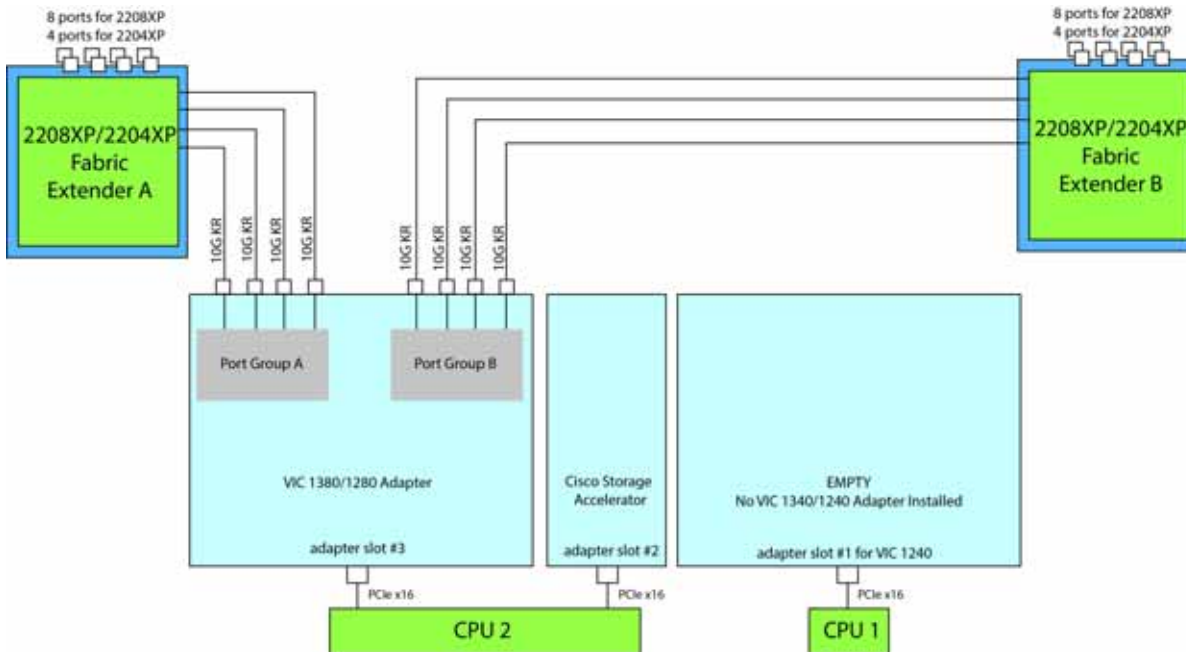 8 ports for 2208XP
4 ports for 2204XP
8 ports for 2208XP
4 ports for 2204XP
2208XP/2204XP
Fabric
Extender A
2208XP/2204XP
Fabric
Extender B
10G KR
10G KR
10G KR
10G KR
10G KR
10G KR
10G KR
10G KR
Port Group A
Port Group B
VIC 1380/1280 Adapter
adapter slot #3
Cisco Storage
Accelerator
adapter slot #2
EMPTY
No VIC 1340/1240 Adapter Installed
adapter slot #1 for VIC 1240
PCIe x16
PCIe x16
PCIe x16
CPU 2
CPU 1